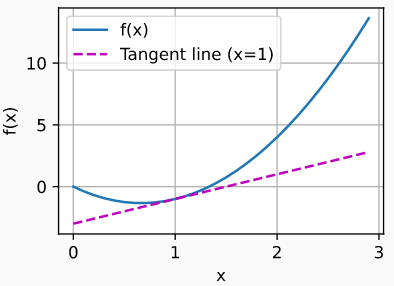 f(x)
Tangent line (x=1)
10
5
0
f(x)
0 1 2 3
x